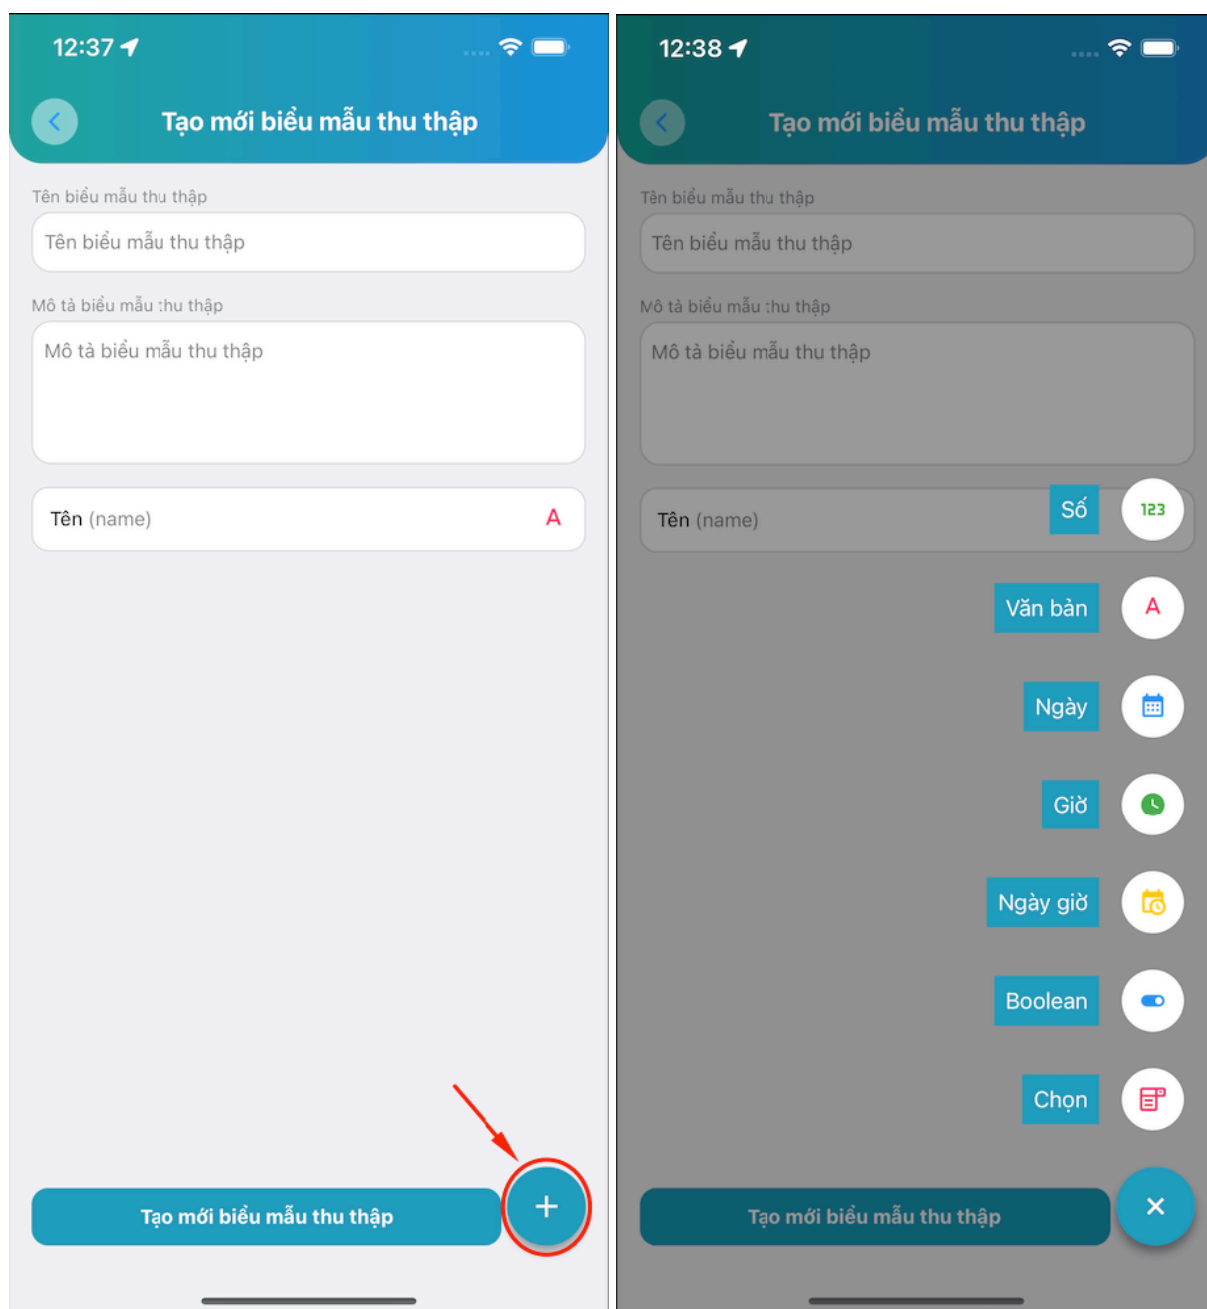 12:37
Tạo mới biểu mẫu thu thập
Tên biểu mẫu thu thập
Tên biểu mẫu thu thập
Mô tả biểu mẫu thu thập
Mô tả biểu mẫu thu thập
Tên (name) A
Tạo mới biểu mẫu thu thập +
12:38
Tạo mới biểu mẫu thu thập
Tên biểu mẫu thu thập
Tên biểu mẫu thu thập
Mô tả biểu mẫu thu thập
Mô tả biểu mẫu thu thập
Tên (name) Số 123
Văn bản A
Ngày
Giờ
Ngày giờ
Boolean
Chọn
Tạo mới biểu mẫu thu thập ×